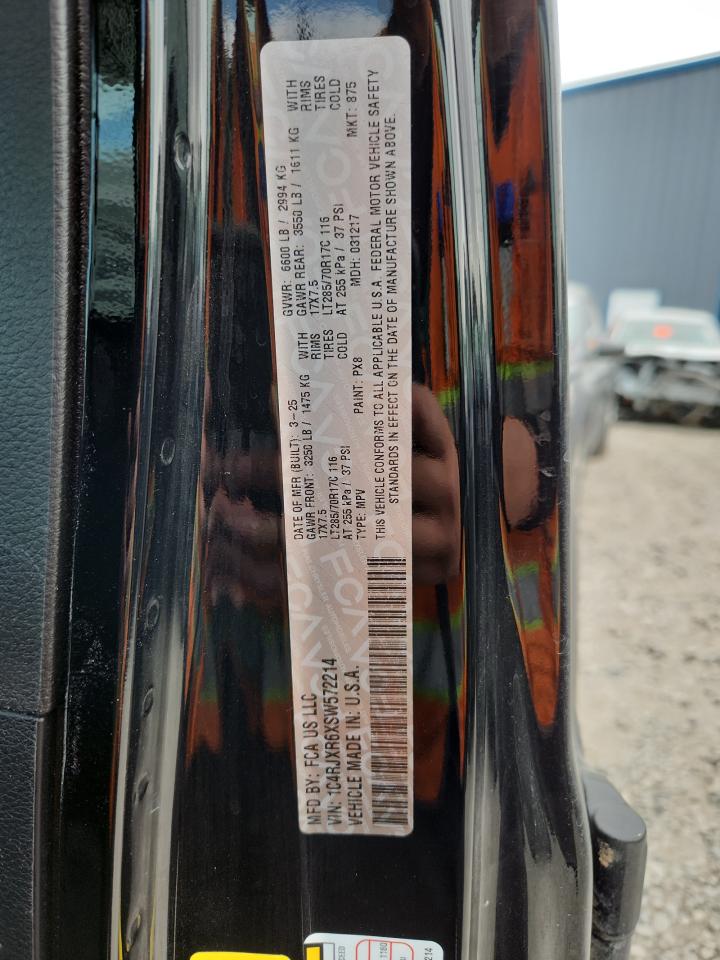 MFD BY: FCA US LLC
VIN: 1C4RJXR6XSW572214
VEHICLE MADE IN: U.S.A.
DATE OF MFR (BUILT): 3-25 GVWR: 6600 LB / 2994 KG
GAWR FRONT: 3250 LB / 1475 KG WITH GAWR REAR: 3550 LB / 1611 KG WITH
17X7.5 RIMS 17X7.5 RIMS
LT285/70R17C 116 TIRES LT285/70R17C 116 TIRES
AT 255 kPa / 37 PSI COLD AT 255 kPa / 37 PSI COLD
TYPE: MPV PAINT: PX8 MDH: 031217 MKT: 875
THIS VEHICLE CONFORMS TO ALL APPLICABLE U.S.A. FEDERAL MOTOR VEHICLE SAFETY
STANDARDS IN EFFECT ON THE DATE OF MANUFACTURE SHOWN ABOVE.
FCA
T160
214